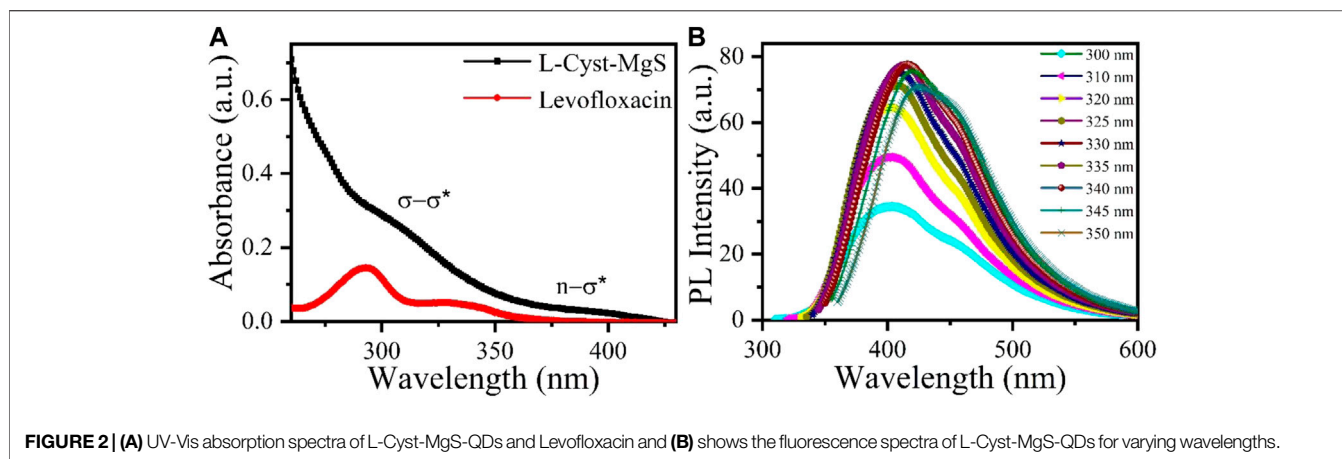 A
L-Cyst-MgS
Levofloxacin
σ–σ*
n–σ*
Absorbance (a.u.)
0.6
0.4
0.2
0.0
300 350 400
Wavelength (nm)
B
300 nm
310 nm
320 nm
325 nm
330 nm
335 nm
340 nm
345 nm
350 nm
PL Intensity (a.u.)
80
60
40
20
0
300 400 500 600
Wavelength (nm)
FIGURE 2 | (A) UV-Vis absorption spectra of L-Cyst-MgS-QDs and Levofloxacin and (B) shows the fluorescence spectra of L-Cyst-MgS-QDs for varying wavelengths.